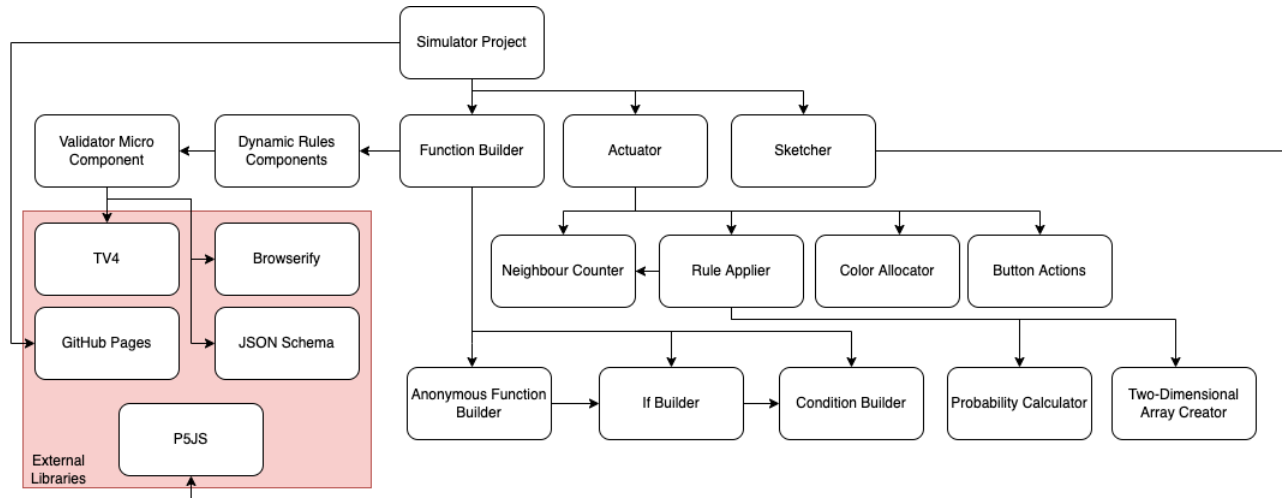 Simulator Project
Validator Micro
Component
Dynamic Rules
Components
Function Builder
Actuator
Sketcher
TV4
Browserify
Neighbour Counter
Rule Applier
Color Allocator
Button Actions
GitHub Pages
JSON Schema
Anonymous Function
Builder
If Builder
Condition Builder
Probability Calculator
Two-Dimensional
Array Creator
P5JS
External
Libraries